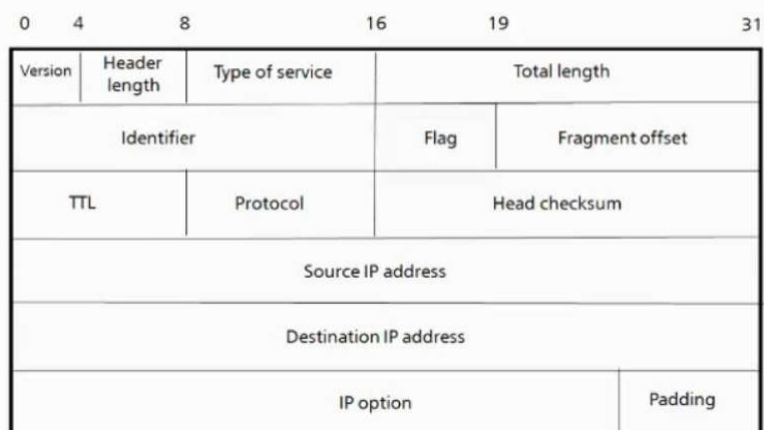 0 4 8 16 19 31
Version Header length Type of service Total length
Identifier Flag Fragment offset
TTL Protocol Head checksum
Source IP address
Destination IP address
IP option Padding